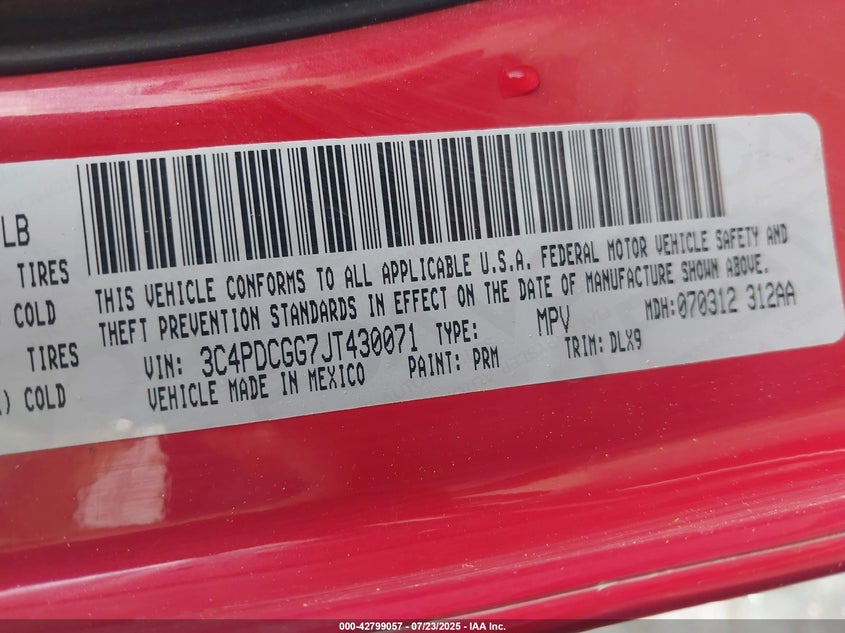 LB
TIRES
COLD
TIRES
) COLD
THIS VEHICLE CONFORMS TO ALL APPLICABLE U.S.A. FEDERAL MOTOR VEHICLE SAFETY AND
THEFT PREVENTION STANDARDS IN EFFECT ON THE DATE OF MANUFACTURE SHOWN ABOVE.
VIN: 3C4PDCGG7JT430071 TYPE: MPV MDH:070312 312AA
VEHICLE MADE IN MEXICO PAINT: PRM TRIM: DLX9
000-42799057 - 07/23/2025 - IAA Inc.